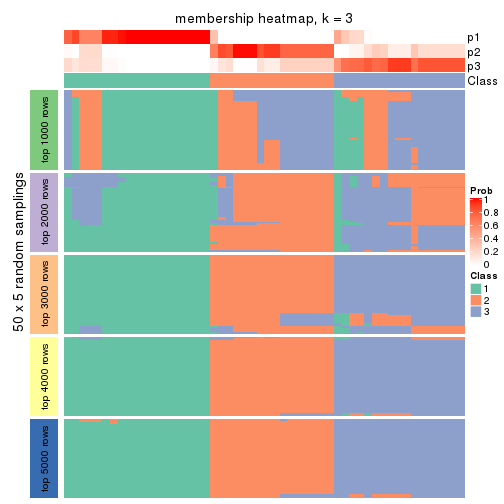 membership heatmap, k = 3
p1
p2
p3
Class
50 x 5 random samplings
top 1000 rows
top 2000 rows
top 3000 rows
top 4000 rows
top 5000 rows
Prob
1
0.8
0.6
0.4
0.2
0
Class
1
2
3